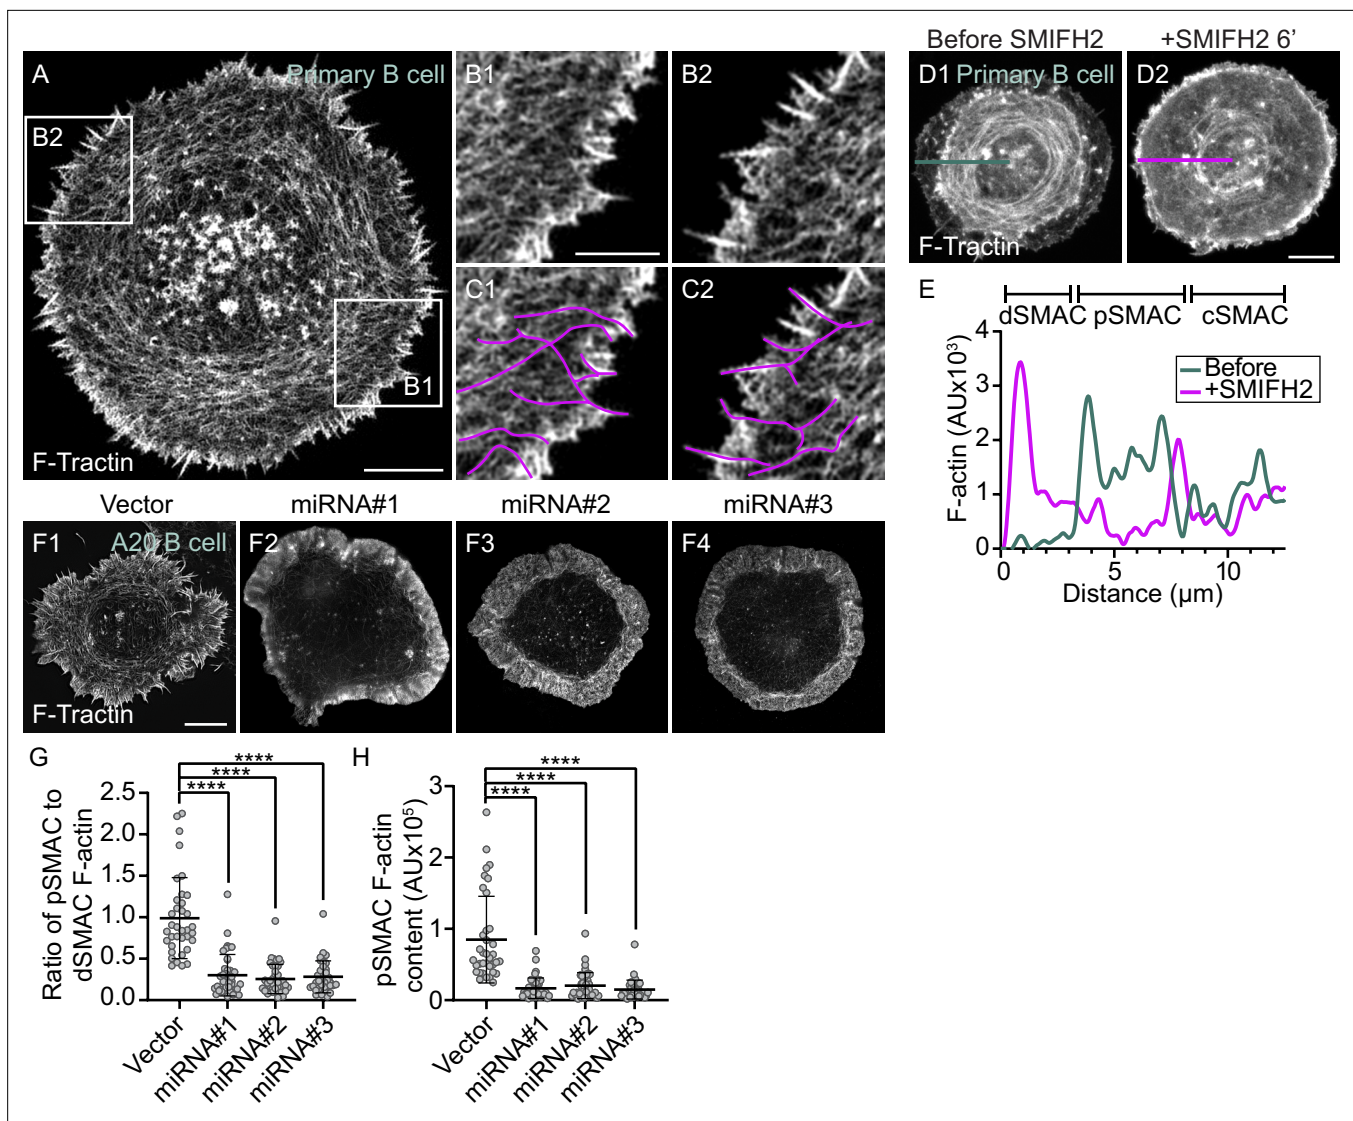 Before SMIFH2
+SMIFH2 6’
A
Primary B cell
B1
B2
D1 Primary B cell
D2
B2
B1
F-Tractin
C1
C2
F-Tractin
E
dSMAC pSMAC cSMAC
F-actin (AUx10³)
4
3
2
1
0
Before
+SMIFH2
0 5 10
Distance (µm)
Vector
miRNA#1
miRNA#2
miRNA#3
F1
A20 B cell
F2
F3
F4
F-Tractin
G
****
****
****
Ratio of pSMAC to
dSMAC F-actin
2.5
2.0
1.5
1.0
0.5
0.0
Vector
miRNA#1
miRNA#2
miRNA#3
H
****
****
****
pSMAC F-actin
content (AUx10⁵)
3
2
1
0
Vector
miRNA#1
miRNA#2
miRNA#3